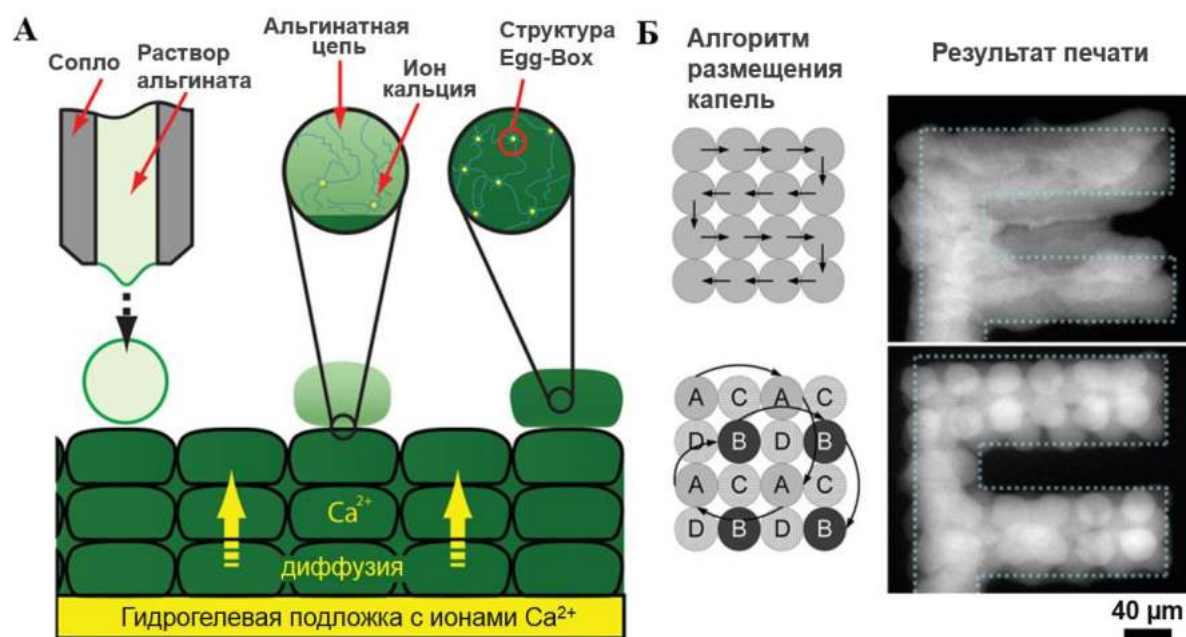 А
Сопло
Раствор
альгината
Альгинатная
цепь
Ион
кальция
Структура
Egg-Box
Ca²⁺
диффузия
Гидрогелевая подложка с ионами Ca²⁺
Б
Алгоритм
размещения
капель
Результат печати
A C A C
D B D B
A C A C
D B D B
40 µm